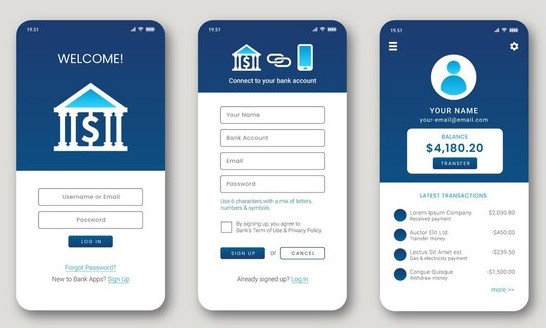 19.51
WELCOME!
$
Username or Email
Password
LOG IN
Forgot Password?
New to Bank Apps? Sign Up
19.51
$
Connect to your bank account
Your Name
Bank Account
Email
Password
Use 6 characters with a mix of letters,
numbers & symbols.
By signing up, you agree to
Bank's Term of Use & Privacy Policy.
SIGN UP or CANCEL
Already signed up? Log in
19.51
YOUR NAME
your-email@email.com
BALANCE
$4,180.20
TRANSFER
LATEST TRANSACTIONS
Lorem Ipsum Company $2,030.80
Received payment
Auctor Elit Ltd. -$450.00
Transfer money
Lectus Sit Amet est -$239.50
Gas & electricity payment
Congue Quisque -$1,500.00
Withdraw money
more >>